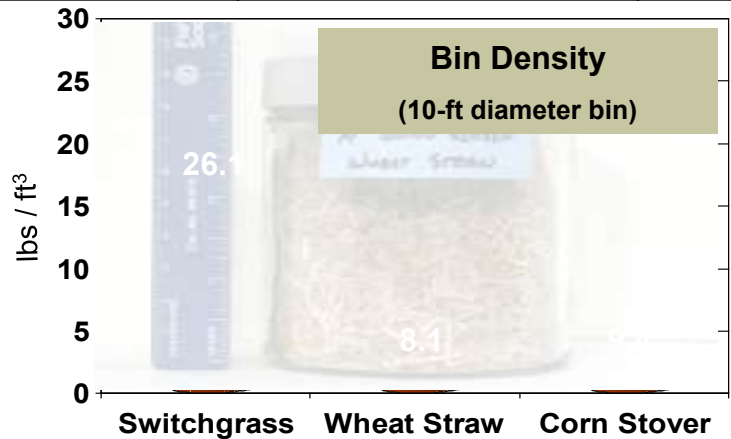 Bin Density
(10-ft diameter bin)
lbs / ft³
30
25
20
15
10
5
0
26.1
8.1
WHEAT STRAW
Switchgrass Wheat Straw Corn Stover